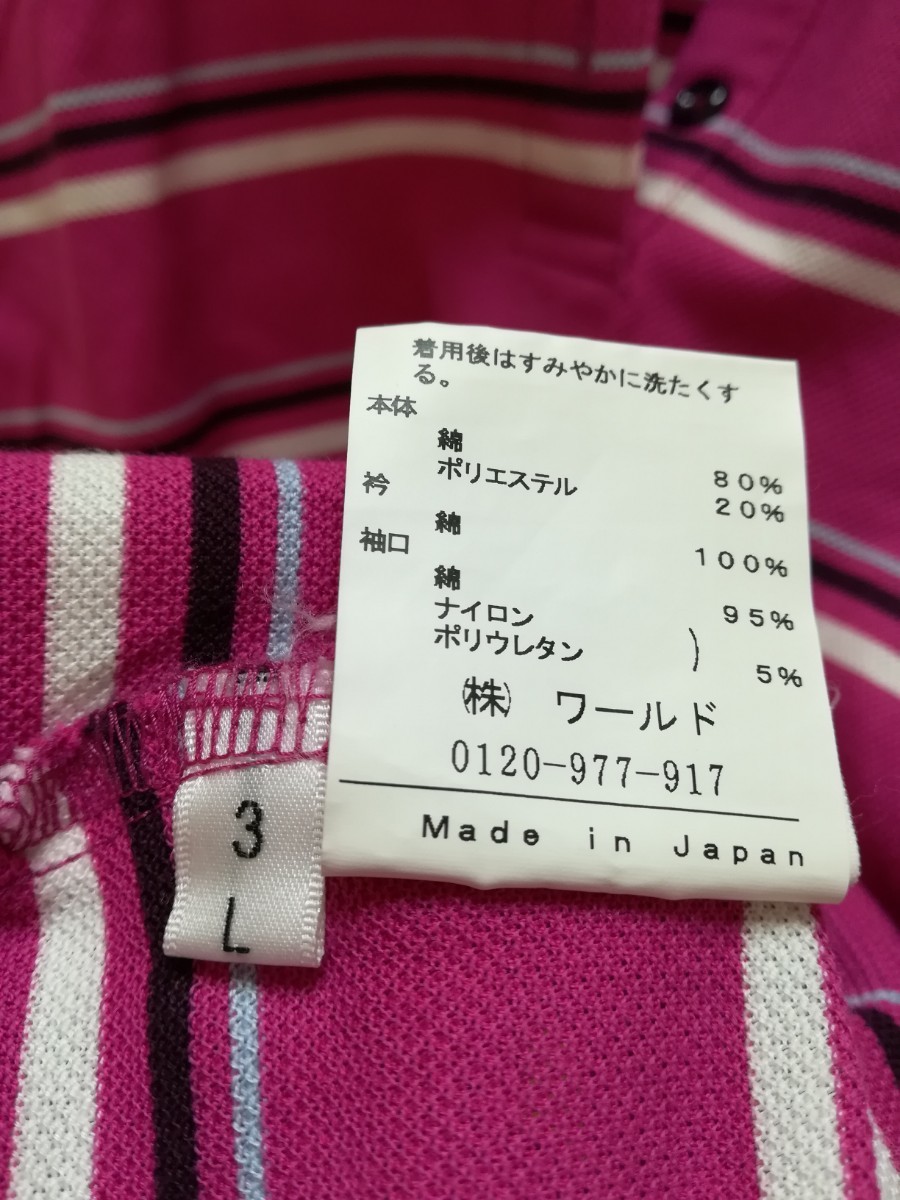 着用後はすみやかに洗たくす
る。
本体
綿 80%
ポリエステル 20%
衿
綿 100%
袖口
綿 95%
ナイロン
ポリウレタン ) 5%
㈱ ワールド
0120-977-917
Made in Japan
3
L